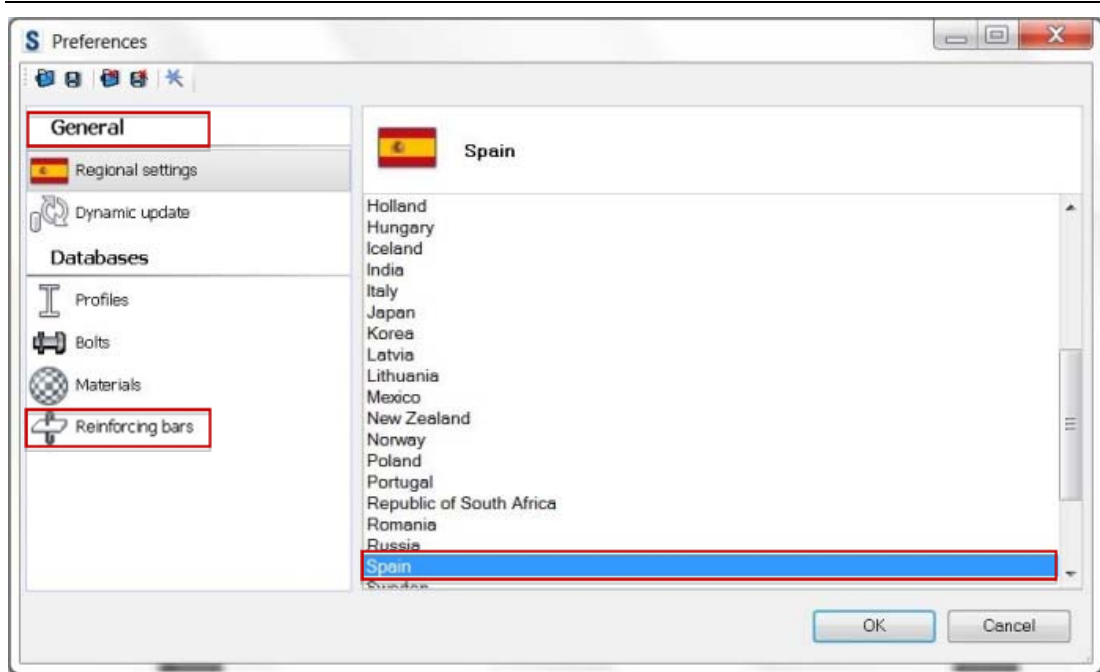 S Preferences
General
Regional settings
Dynamic update
Databases
Profiles
Bolts
Materials
Reinforcing bars
Spain
Holland
Hungary
Iceland
India
Italy
Japan
Korea
Latvia
Lithuania
Mexico
New Zealand
Norway
Poland
Portugal
Republic of South Africa
Romania
Russia
Spain
Sweden
OK
Cancel